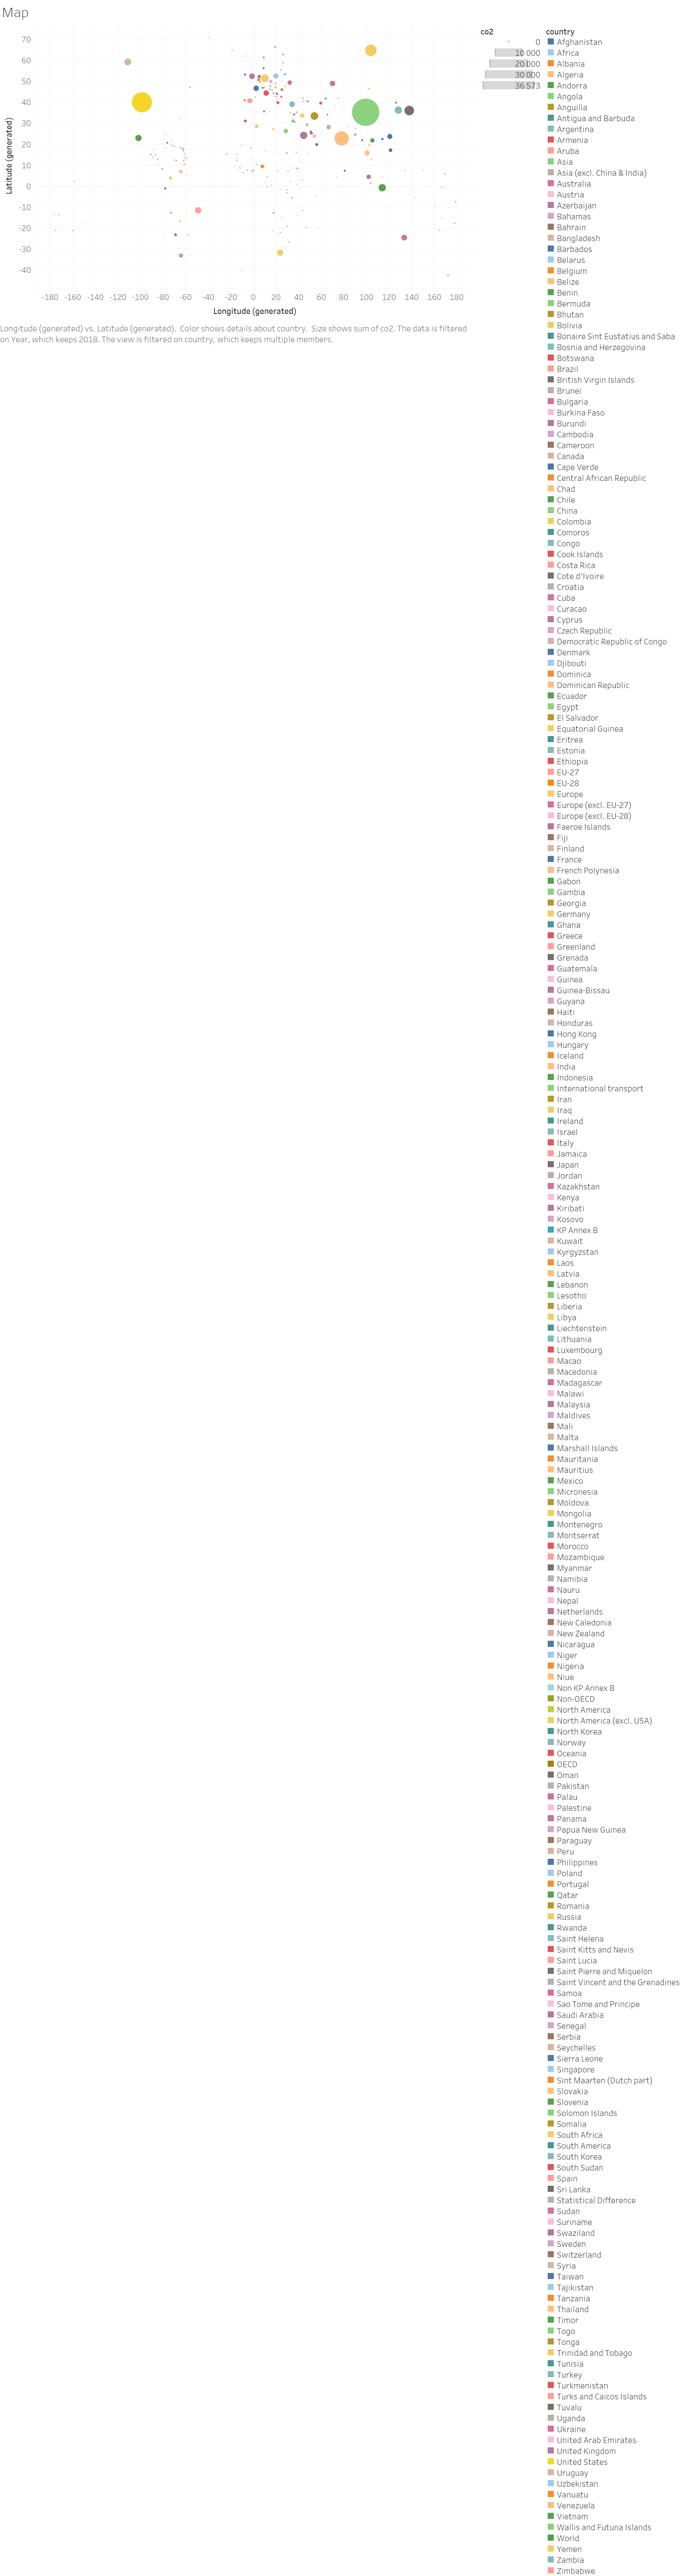 Map
co2
0
10 000
20 000
30 000
36 573
country
Afghanistan
Africa
Albania
Algeria
Andorra
Angola
Anguilla
Antigua and Barbuda
Argentina
Armenia
Aruba
Asia
Asia (excl. China & India)
Australia
Austria
Azerbaijan
Bahamas
Bahrain
Bangladesh
Barbados
Belarus
Belgium
Belize
Benin
Bermuda
Bhutan
Bolivia
Bonaire Sint Eustatius and Saba
Bosnia and Herzegovina
Botswana
Brazil
British Virgin Islands
Brunei
Bulgaria
Burkina Faso
Burundi
Cambodia
Cameroon
Canada
Cape Verde
Central African Republic
Chad
Chile
China
Colombia
Comoros
Congo
Cook Islands
Costa Rica
Cote d'Ivoire
Croatia
Cuba
Curacao
Cyprus
Czech Republic
Democratic Republic of Congo
Denmark
Djibouti
Dominica
Dominican Republic
Ecuador
Egypt
El Salvador
Equatorial Guinea
Eritrea
Estonia
Ethiopia
EU-27
EU-28
Europe
Europe (excl. EU-27)
Europe (excl. EU-28)
Faeroe Islands
Fiji
Finland
France
French Polynesia
Gabon
Gambia
Georgia
Germany
Ghana
Greece
Greenland
Grenada
Guatemala
Guinea
Guinea-Bissau
Guyana
Haiti
Honduras
Hong Kong
Hungary
Iceland
India
Indonesia
International transport
Iran
Iraq
Ireland
Israel
Italy
Jamaica
Japan
Jordan
Kazakhstan
Kenya
Kiribati
Kosovo
KP Annex B
Kuwait
Kyrgyzstan
Laos
Latvia
Lebanon
Lesotho
Liberia
Libya
Liechtenstein
Lithuania
Luxembourg
Macao
Macedonia
Madagascar
Malawi
Malaysia
Maldives
Mali
Malta
Marshall Islands
Mauritania
Mauritius
Mexico
Micronesia
Moldova
Mongolia
Montenegro
Montserrat
Morocco
Mozambique
Myanmar
Namibia
Nauru
Nepal
Netherlands
New Caledonia
New Zealand
Nicaragua
Niger
Nigeria
Niue
Non KP Annex B
Non-OECD
North America
North America (excl. USA)
North Korea
Norway
Oceania
OECD
Oman
Pakistan
Palau
Palestine
Panama
Papua New Guinea
Paraguay
Peru
Philippines
Poland
Portugal
Qatar
Romania
Russia
Rwanda
Saint Helena
Saint Kitts and Nevis
Saint Lucia
Saint Pierre and Miquelon
Saint Vincent and the Grenadines
Samoa
Sao Tome and Principe
Saudi Arabia
Senegal
Serbia
Seychelles
Sierra Leone
Singapore
Sint Maarten (Dutch part)
Slovakia
Slovenia
Solomon Islands
Somalia
South Africa
South America
South Korea
South Sudan
Spain
Sri Lanka
Statistical Difference
Sudan
Suriname
Swaziland
Sweden
Switzerland
Syria
Taiwan
Tajikistan
Tanzania
Thailand
Timor
Togo
Tonga
Trinidad and Tobago
Tunisia
Turkey
Turkmenistan
Turks and Caicos Islands
Tuvalu
Uganda
Ukraine
United Arab Emirates
United Kingdom
United States
Uruguay
Uzbekistan
Vanuatu
Venezuela
Vietnam
Wallis and Futuna Islands
World
Yemen
Zambia
Zimbabwe
Latitude (generated)
70
60
50
40
30
20
10
0
-10
-20
-30
-40
-180 -160 -140 -120 -100 -80 -60 -40 -20 0 20 40 60 80 100 120 140 160 180
Longitude (generated)
Longitude (generated) vs. Latitude (generated). Color shows details about country. Size shows sum of co2. The data is filtered
on Year, which keeps 2018. The view is filtered on country, which keeps multiple members.